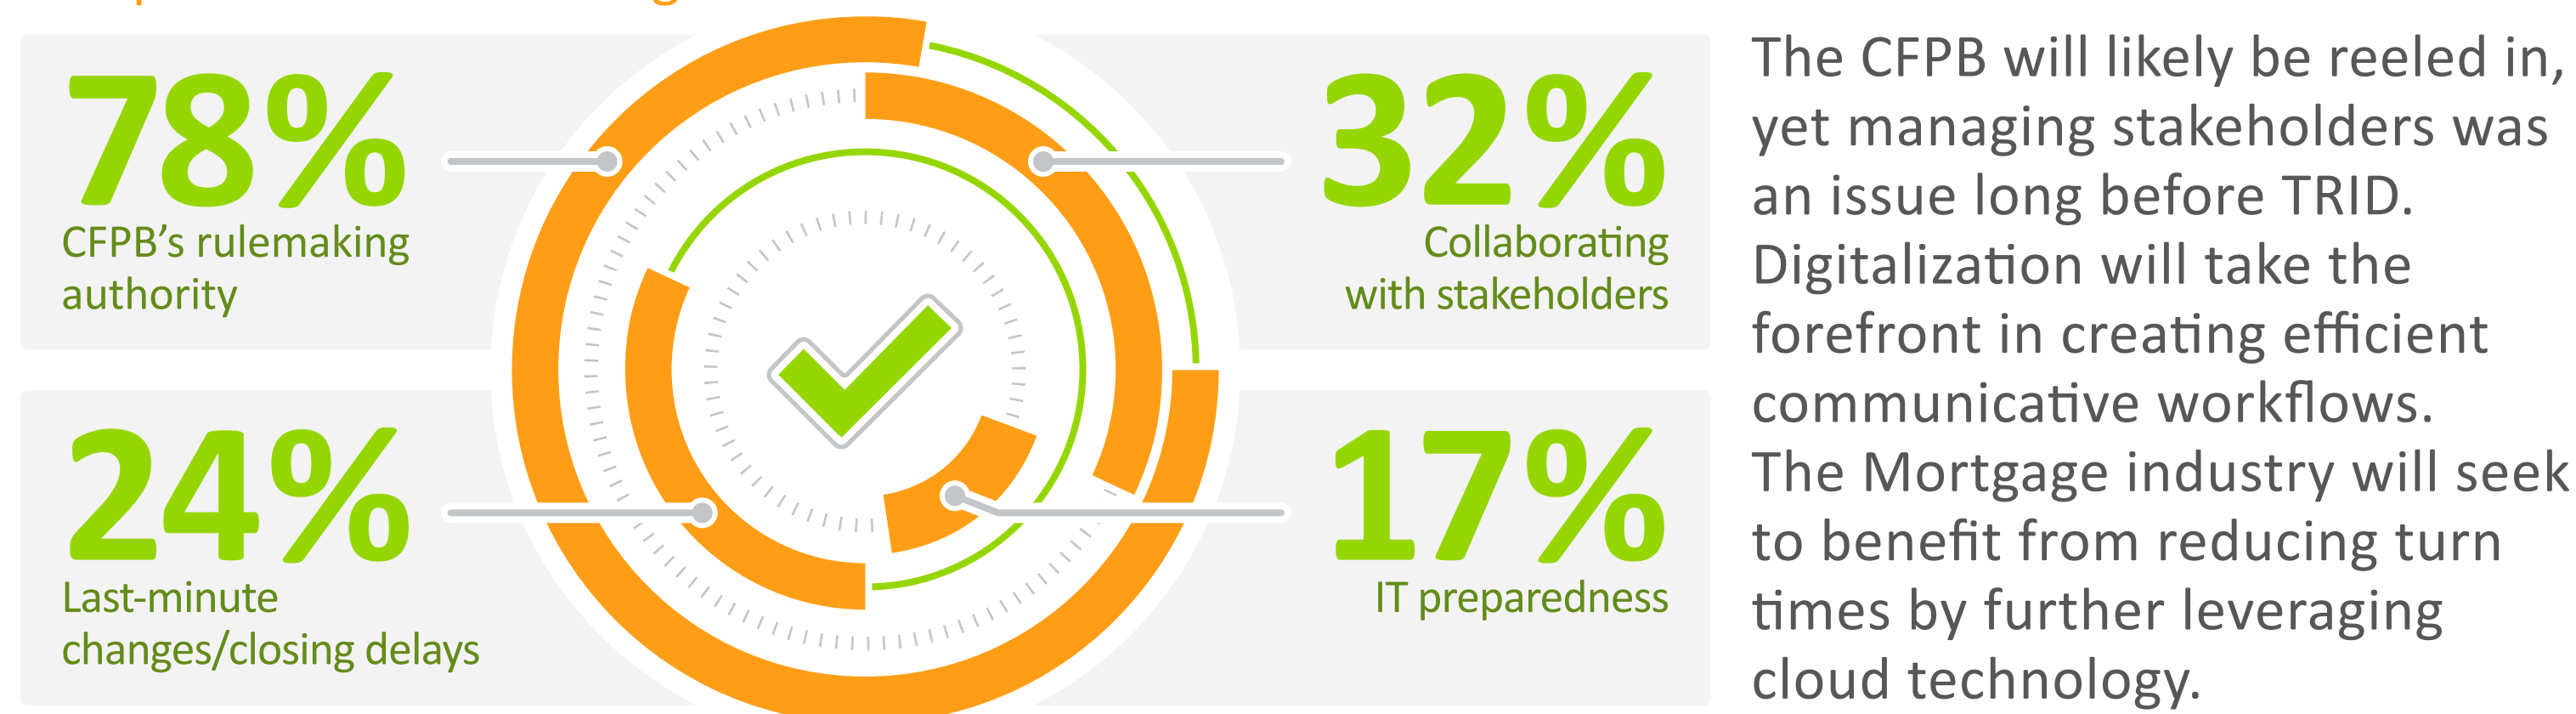 78%
CFPB’s rulemaking
authority
32%
Collaborating
with stakeholders
24%
Last-minute
changes/closing delays
17%
IT preparedness
The CFPB will likely be reeled in,
yet managing stakeholders was
an issue long before TRID.
Digitalization will take the
forefront in creating efficient
communicative workflows.
The Mortgage industry will seek
to benefit from reducing turn
times by further leveraging
cloud technology.